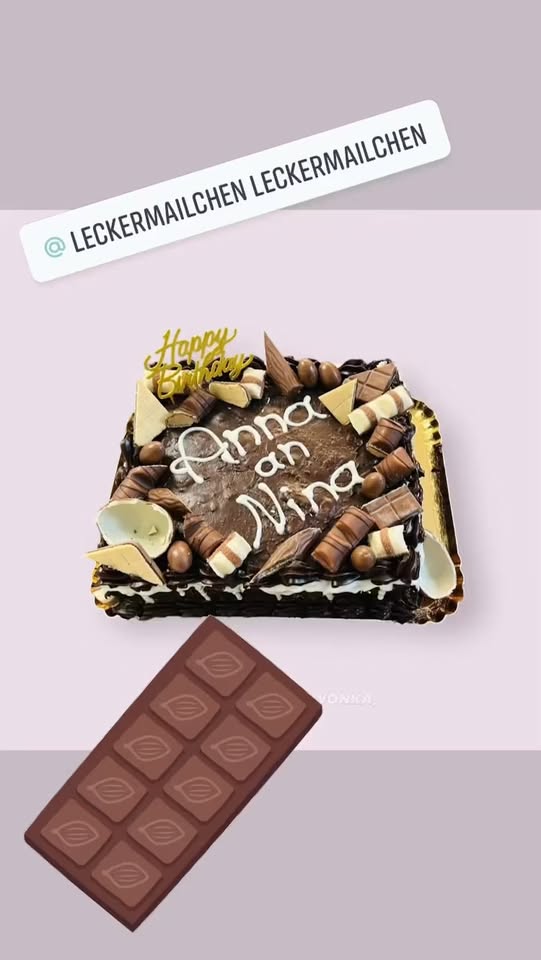 @ LECKERMAILCHEN LECKERMAILCHEN
Happy
Birthday
Anna
an
Nina